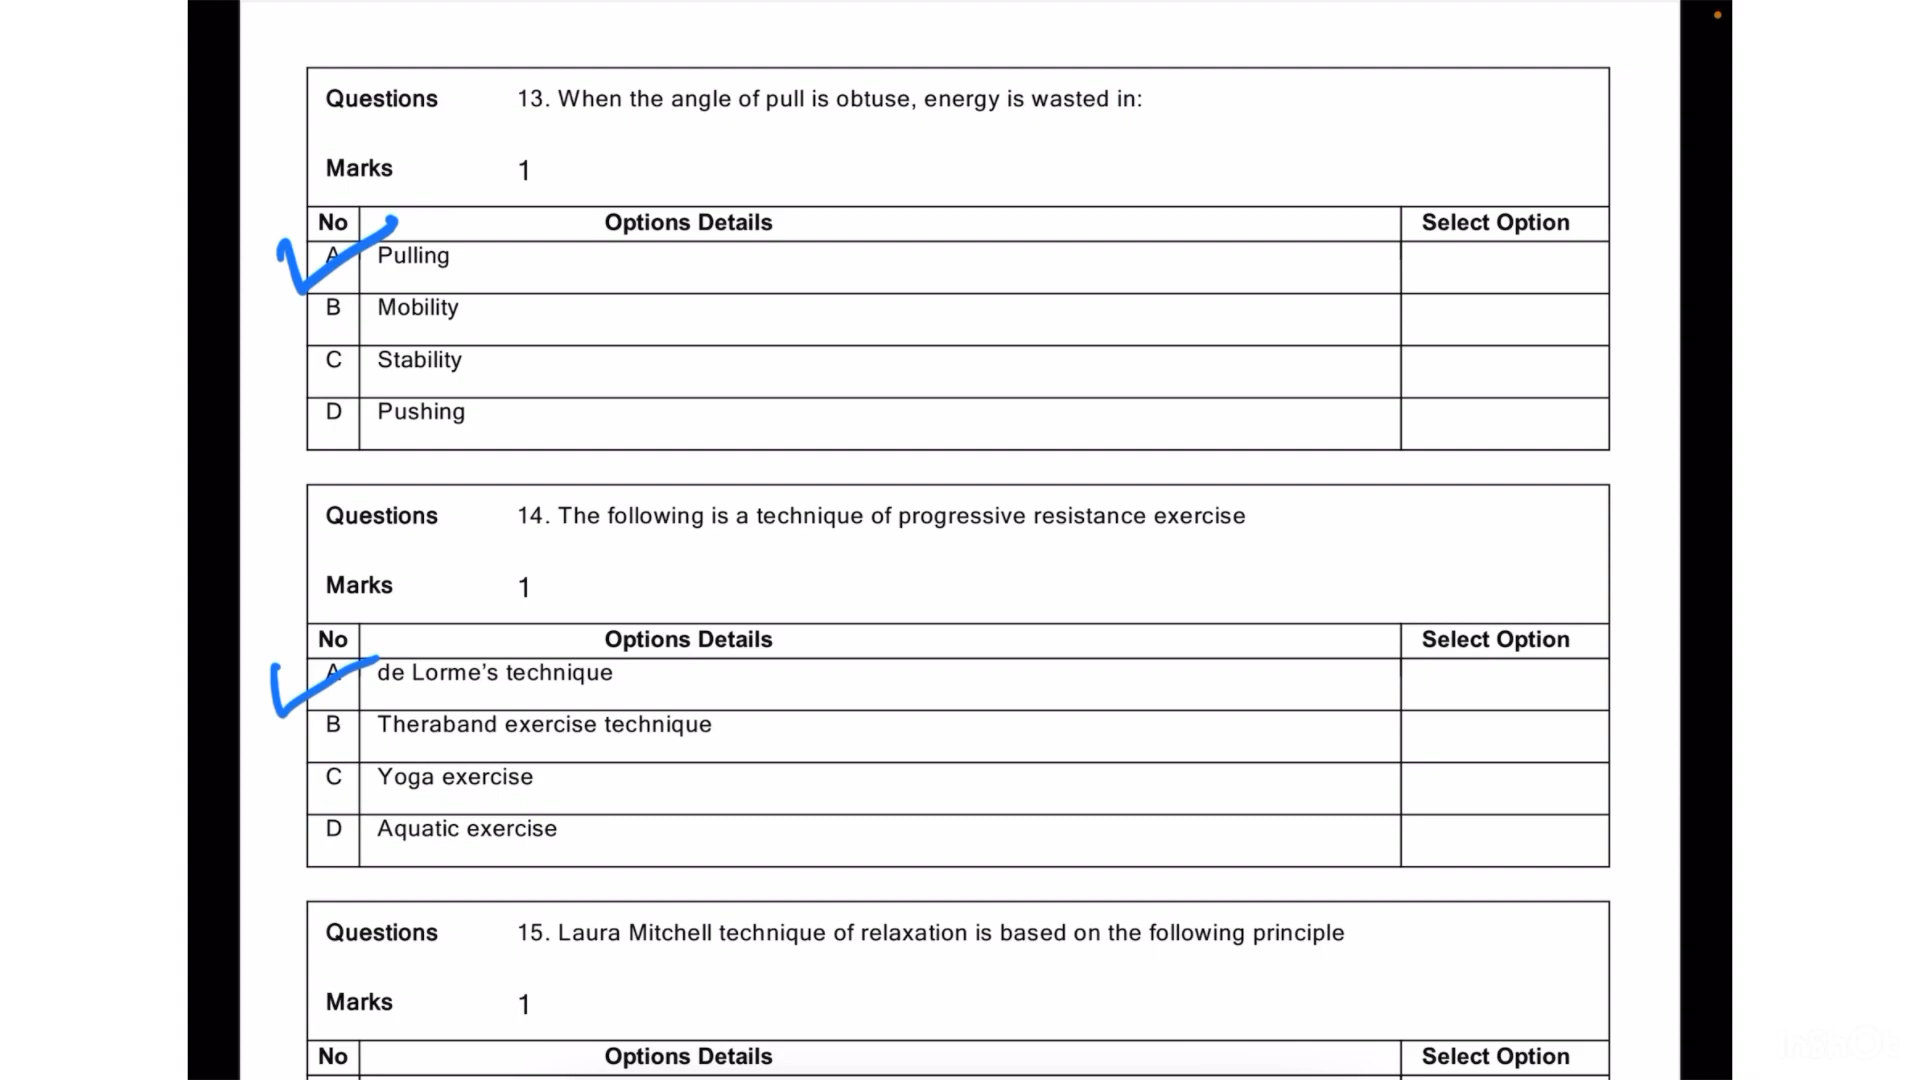 Questions 13. When the angle of pull is obtuse, energy is wasted in:
Marks 1
No Options Details Select Option
A Pulling
B Mobility
C Stability
D Pushing
Questions 14. The following is a technique of progressive resistance exercise
Marks 1
No Options Details Select Option
A de Lorme’s technique
B Theraband exercise technique
C Yoga exercise
D Aquatic exercise
Questions 15. Laura Mitchell technique of relaxation is based on the following principle
Marks 1
No Options Details Select Option